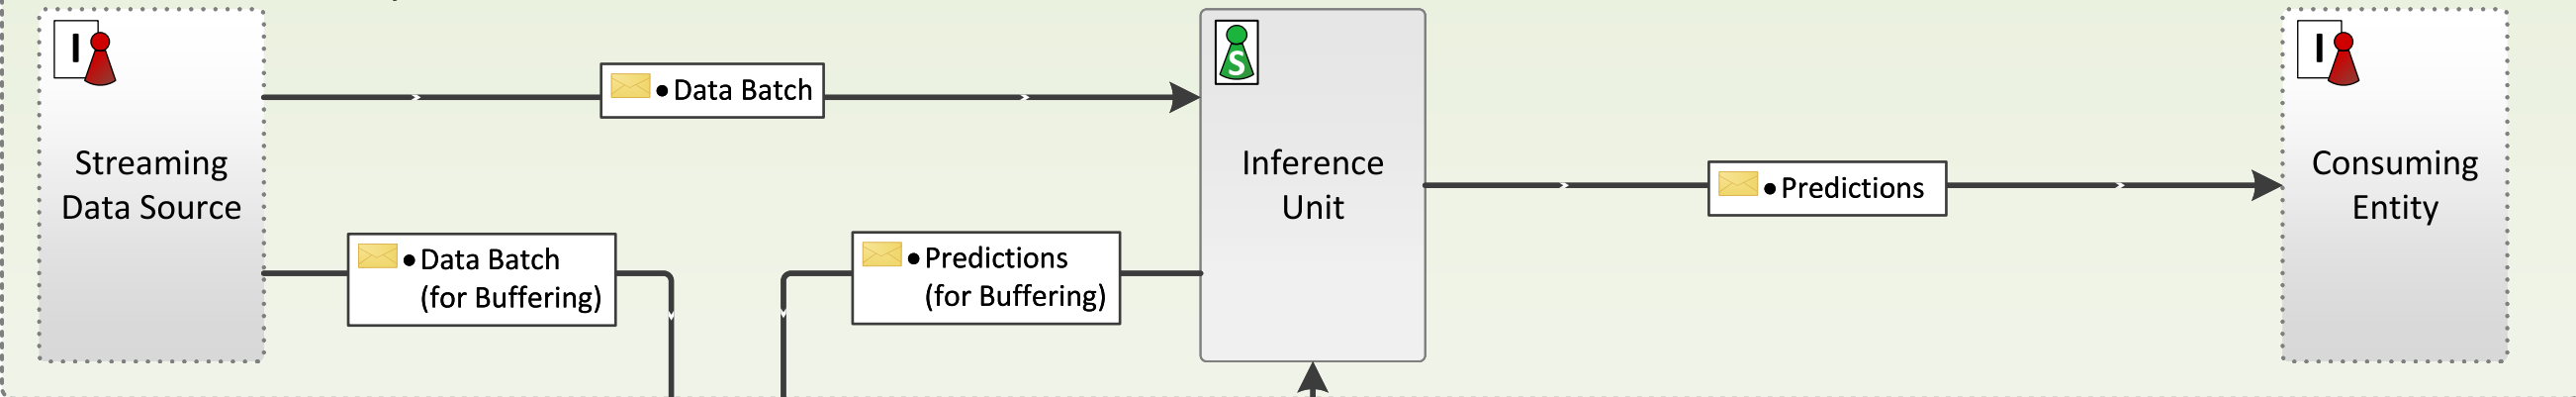 I
S
I
• Data Batch
Streaming
Data Source
Inference
Unit
• Predictions
Consuming
Entity
• Data Batch
(for Buffering)
• Predictions
(for Buffering)